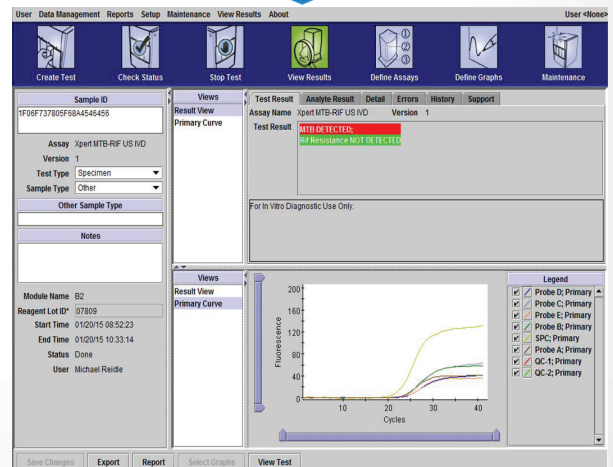 User Data Management Reports Setup Maintenance View Results About User <None>
Create Test Check Status Stop Test View Results Define Assays Define Graphs Maintenance
Sample ID
1F06F737805F68A4546456
Assay Xpert MTB-RIF US IVD
Version 1
Test Type Specimen
Sample Type Other
Other Sample Type
Notes
Module Name B2
Reagent Lot ID* 07809
Start Time 01/20/15 08:52:23
End Time 01/20/15 10:33:14
Status Done
User Michael Reidle
Views
Result View
Primary Curve
Test Result Analyte Result Detail Errors History Support
Assay Name Xpert MTB-RIF US IVD Version 1
Test Result MTB DETECTED;
Rif Resistance NOT DETECTED
For In Vitro Diagnostic Use Only.
Views
Result View
Primary Curve
Fluorescence
200
160
120
80
40
0
10 20 30 40
Cycles
Legend
Probe D; Primary
Probe C; Primary
Probe E; Primary
Probe B; Primary
SPC; Primary
Probe A; Primary
QC-1; Primary
QC-2; Primary
Save Changes Export Report Select Graphs View Test